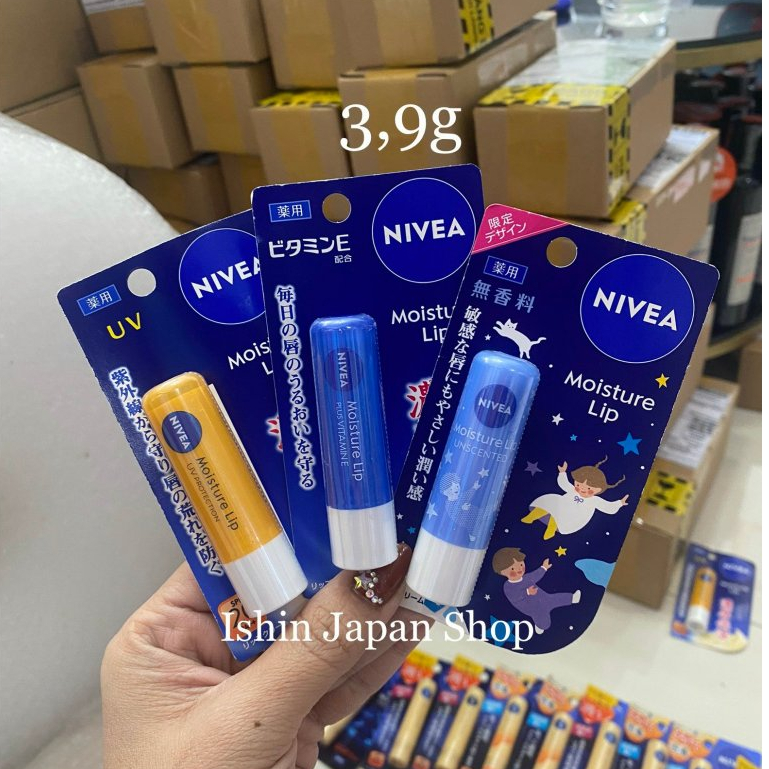 3,9g
薬用
UV
NIVEA
紫外線から守り唇の荒れを防ぐ
NIVEA
Moisture Lip
UV PROTECTION
薬用
ビタミンE
配合
NIVEA
Moistu
Lip
毎日の唇のうるおいを守る
NIVEA
Moisture Lip
PLUS VITAMIN E
限定
デザイン
薬用
無香料
NIVEA
Moisture
Lip
敏感な唇にもやさしい潤い感
NIVEA
Moisture Lip
UNSCENTED
Ishin Japan Shop